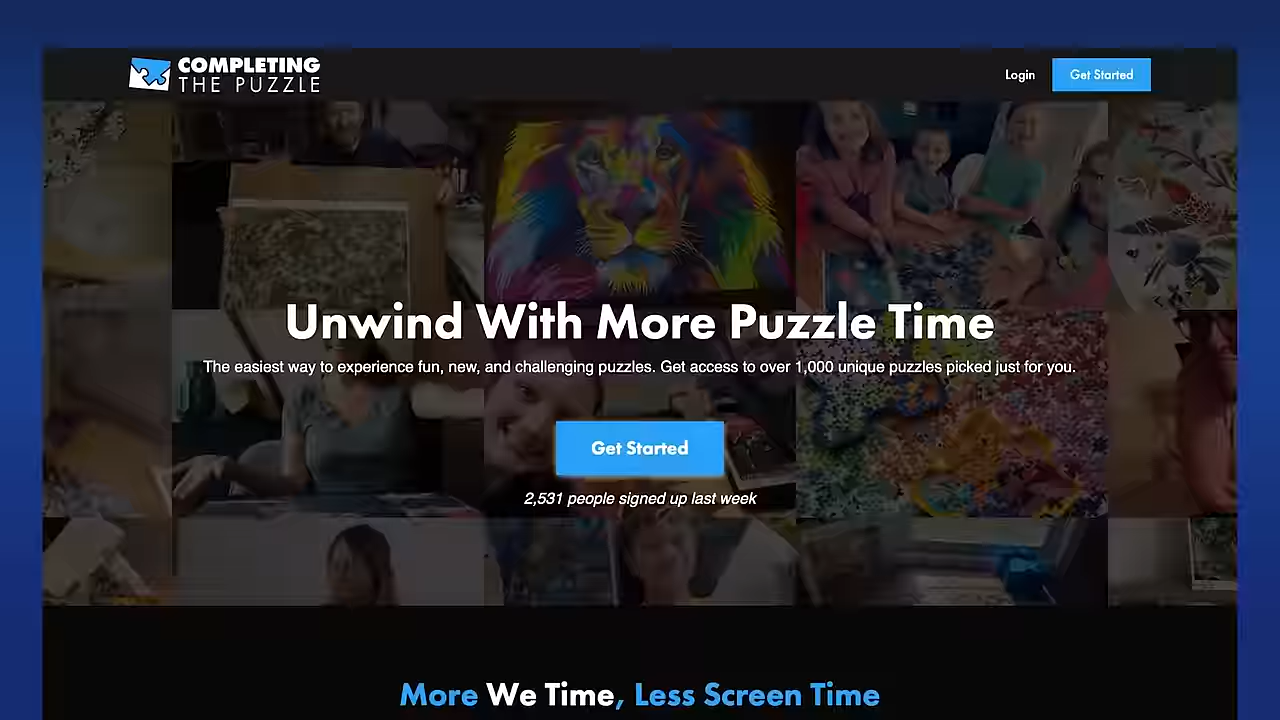 COMPLETING
THE PUZZLE
Login
Get Started
Unwind With More Puzzle Time
The easiest way to experience fun, new, and challenging puzzles. Get access to over 1,000 unique puzzles picked just for you.
Get Started
2,531 people signed up last week
More We Time, Less Screen Time